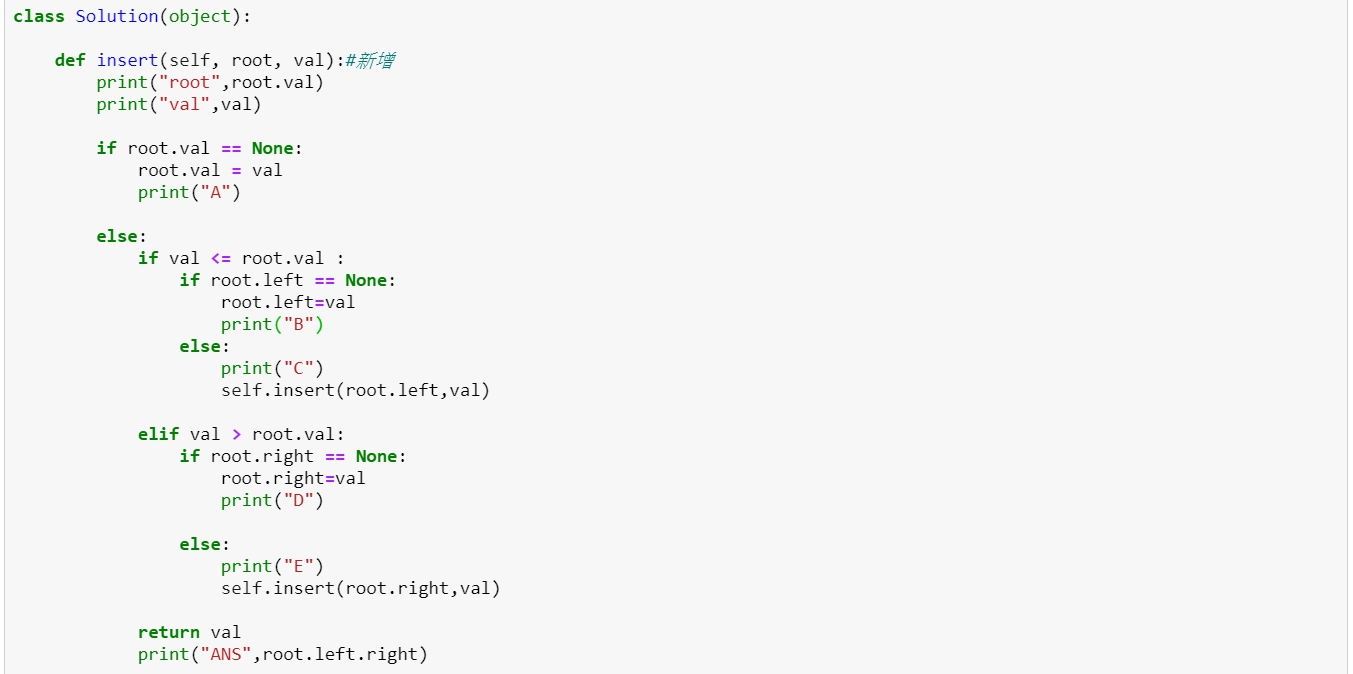 class Solution(object):
    def insert(self, root, val):#新增
        print("root",root.val)
        print("val",val)
        if root.val == None:
            root.val = val
            print("A")
        else:
            if val <= root.val :
                if root.left == None:
                    root.left=val
                    print("B")
                else:
                    print("C")
                    self.insert(root.left,val)
            elif val > root.val:
                if root.right == None:
                    root.right=val
                    print("D")
                else:
                    print("E")
                    self.insert(root.right,val)
            return val
            print("ANS",root.left.right)